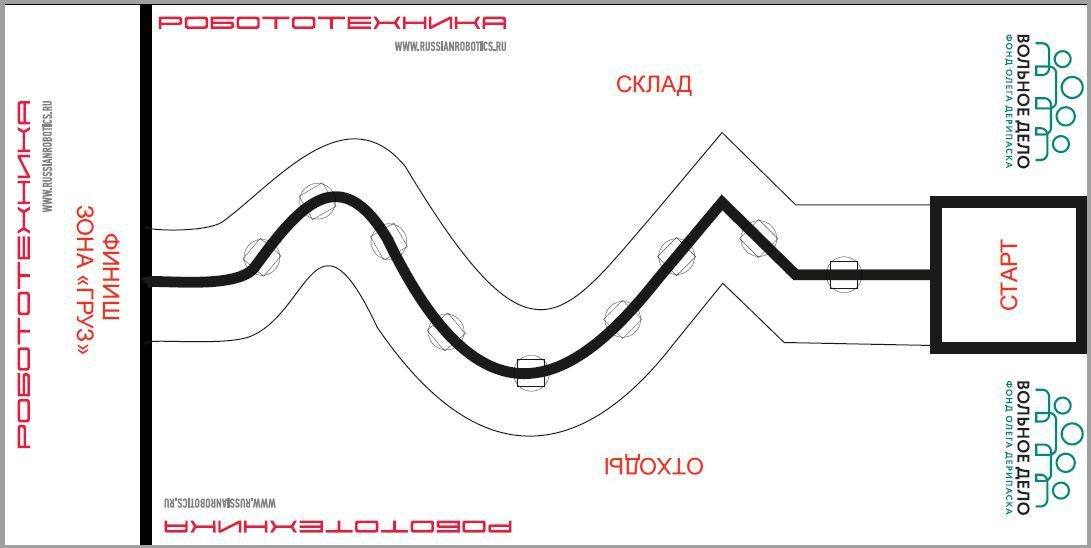 РОБОТОТЕХНИКА
WWW.RUSSIANROBOTICS.RU
СКЛАД
ВОЛЬНОЕ ДЕЛО
ФОНД ОЛЕГА ДЕРИПАСКА
РОБОТОТЕХНИКА
WWW.RUSSIANROBOTICS.RU
ФИНИШ
ЗОНА «ГРУЗ»
СТАРТ
ОТХОДЫ
ВОЛЬНОЕ ДЕЛО
ФОНД ОЛЕГА ДЕРИПАСКА
WWW.RUSSIANROBOTICS.RU
РОБОТОТЕХНИКА